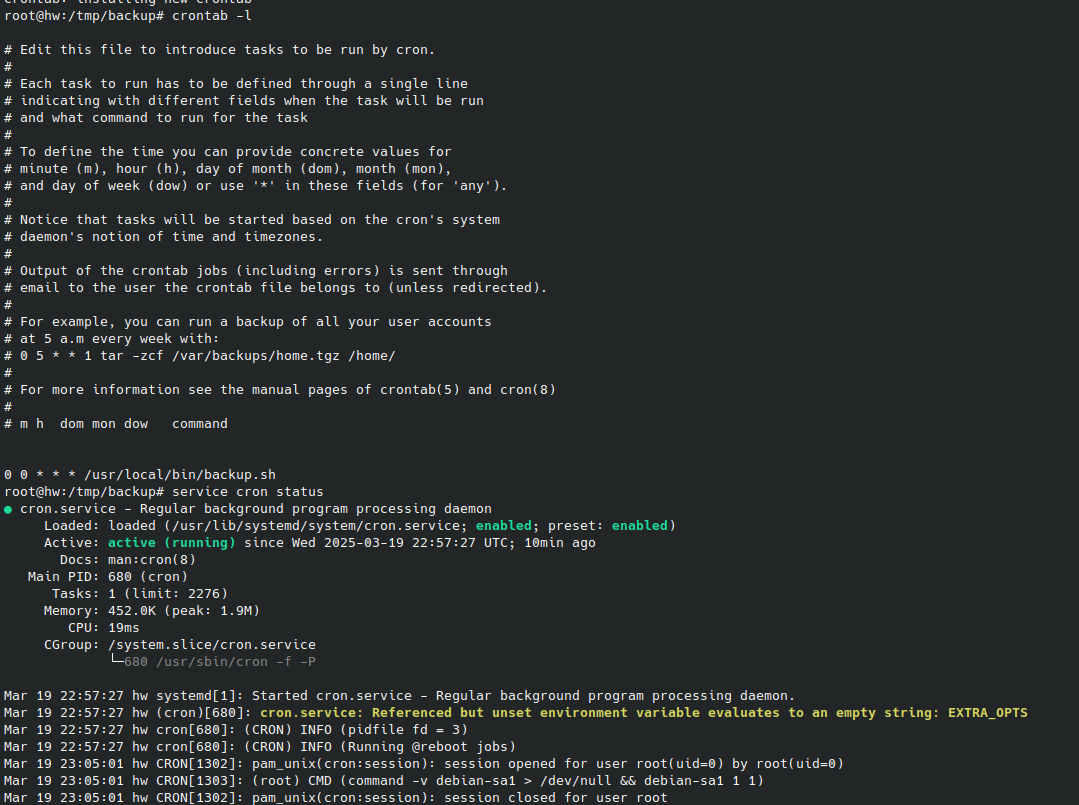 crontab: installing new crontab
root@hw:/tmp/backup# crontab -l
# Edit this file to introduce tasks to be run by cron.
#
# Each task to run has to be defined through a single line
# indicating with different fields when the task will be run
# and what command to run for the task
#
# To define the time you can provide concrete values for
# minute (m), hour (h), day of month (dom), month (mon),
# and day of week (dow) or use '*' in these fields (for 'any').
#
# Notice that tasks will be started based on the cron's system
# daemon's notion of time and timezones.
#
# Output of the crontab jobs (including errors) is sent through
# email to the user the crontab file belongs to (unless redirected).
#
# For example, you can run a backup of all your user accounts
# at 5 a.m every week with:
# 0 5 * * 1 tar -zcf /var/backups/home.tgz /home/
#
# For more information see the manual pages of crontab(5) and cron(8)
#
# m h  dom mon dow   command
0 0 * * * /usr/local/bin/backup.sh
root@hw:/tmp/backup# service cron status
● cron.service - Regular background program processing daemon
     Loaded: loaded (/usr/lib/systemd/system/cron.service; enabled; preset: enabled)
     Active: active (running) since Wed 2025-03-19 22:57:27 UTC; 10min ago
       Docs: man:cron(8)
   Main PID: 680 (cron)
      Tasks: 1 (limit: 2276)
     Memory: 452.0K (peak: 1.9M)
        CPU: 19ms
     CGroup: /system.slice/cron.service
             └─680 /usr/sbin/cron -f -P
Mar 19 22:57:27 hw systemd[1]: Started cron.service - Regular background program processing daemon.
Mar 19 22:57:27 hw (cron)[680]: cron.service: Referenced but unset environment variable evaluates to an empty string: EXTRA_OPTS
Mar 19 22:57:27 hw cron[680]: (CRON) INFO (pidfile fd = 3)
Mar 19 22:57:27 hw cron[680]: (CRON) INFO (Running @reboot jobs)
Mar 19 23:05:01 hw CRON[1302]: pam_unix(cron:session): session opened for user root(uid=0) by root(uid=0)
Mar 19 23:05:01 hw CRON[1303]: (root) CMD (command -v debian-sa1 > /dev/null && debian-sa1 1 1)
Mar 19 23:05:01 hw CRON[1302]: pam_unix(cron:session): session closed for user root